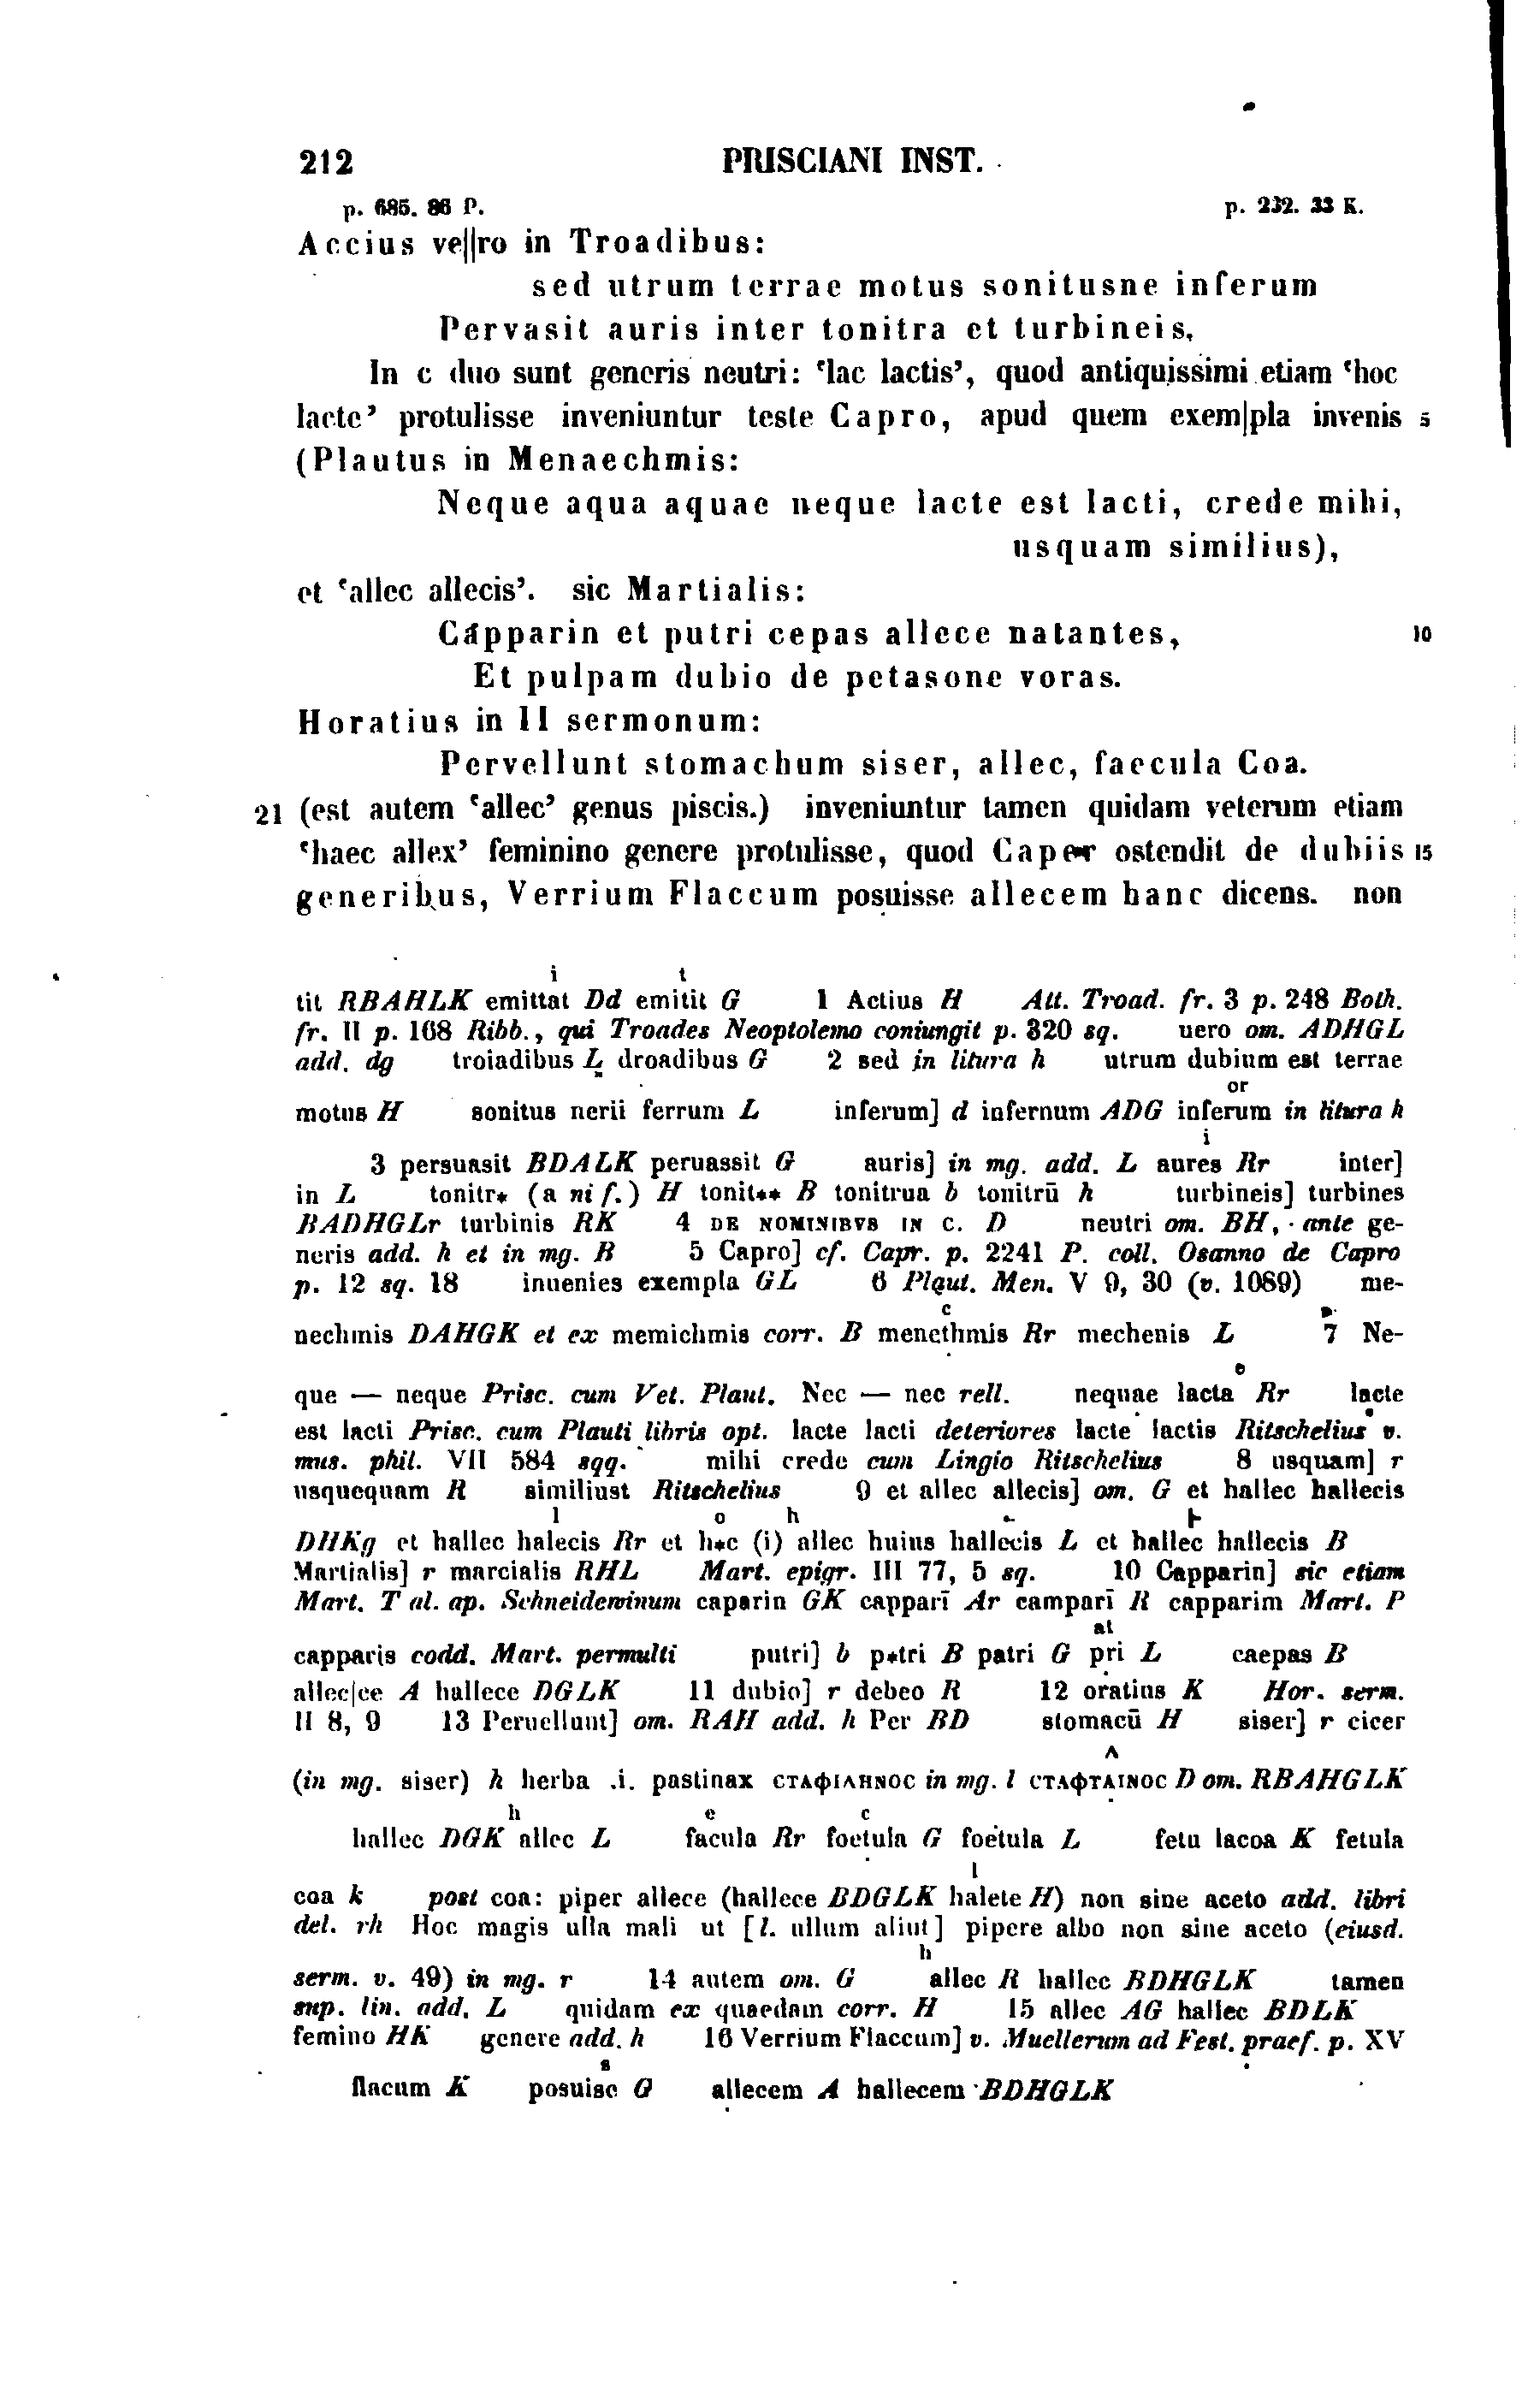 212 PRISCIANI INST.
p. 685. 86 P. p. 232. 33 K.
Accius ve||ro in Troadibus:
sed utrum terrae motus sonitusne inferum
Pervasit auris inter tonitra et turbineis,
In c duo sunt generis neutri: ‘lac lactis’, quod antiquissimi etiam ‘hoc
lacte’ protulisse inveniuntur teste Capro, apud quem exem|pla invenis 5
(Plautus in Menaechmis:
Neque aqua aquae neque lacte est lacti, crede mihi,
usquam similius),
et ‘allec allecis’. sic Martialis:
Capparin et putri cepas allece natantes, 10
Et pulpam dubio de petasone voras.
Horatius in II sermonum:
Pervellunt stomachum siser, allec, faecula Coa.
21 (est autem ‘allec’ genus piscis.) inveniuntur tamen quidam veterum etiam
‘haec allex’ feminino genere protulisse, quod Caper ostendit de dubiis 15
generibus, Verrium Flaccum posuisse allecem hanc dicens. non
i t
tit RBAHLK emittat Dd emitit G 1 Actius H Att. Troad. fr. 3 p. 248 Both.
fr. II p. 168 Ribb., qui Troades Neoptolemo coniungit p. 320 sq. uero om. ADHGL
add. dg troiadibus L droadibus G 2 sed in litura h utrum dubium est terrae
or
motus H sonitus nerii ferrum L inferum] d infernum ADG inferum in litura h
i
3 persuasit BDALK peruassit G auris] in mg. add. L aures Rr inter]
in L tonitr* (a ni f.) H tonit** B tonitrua b tonitrū h turbineis] turbines
BADHGLr turbinis RK 4 DE NOMINIBVS IN C. D neutri om. BH, ante ge-
neris add. h et in mg. B 5 Capro] cf. Capr. p. 2241 P. coll. Osanno de Capro
p. 12 sq. 18 inuenies exempla GL 6 Plaut. Men. V 9, 30 (v. 1089) me-
c
nechmis DAHGK et ex memichmis corr. B menethmis Rr mechenis L 7 Ne-
e
que — neque Prisc. cum Vet. Plaut. Nec — nec rell. nequae lacta Rr lacte
est lacti Prisc. cum Plauti libris opt. lacte lacti deteriores lacte lactis Ritschelius v.
mus. phil. VII 584 sqq. mihi crede cum Lingio Ritschelius 8 usquam] r
usquequam R similiust Ritschelius 9 et allec allecis] om. G et hallec hallecis
l o h
DHKg et hallec halecis Rr et h*c (i) allec huius hallecis L et hallec hallecis B
Martialis] r marcialis RHL Mart. epigr. III 77, 5 sq. 10 Capparin] sic etiam
Mart. T al. ap. Schneidewinum caparin GK capparī Ar camparī R capparim Mart. P
at
capparis codd. Mart. permulti putri] b p*tri B patri G pri L caepas B
allec|ce A hallece DGLK 11 dubio] r debeo R 12 oratius K Hor. serm.
II 8, 9 13 Peruellunt] om. RAH add. h Per BD stomacū H siser] r cicer
Λ
(in mg. siser) h herba .i. pastinax ϹΤΑΦΙΛΗΝΟϹ in mg. l ϹΤΑΦΤΑΙΝΟϹ D om. RBAHGLK
h e c
hallec DGK allec L facula Rr foetula G foetula L fetu lacoa K fetula
l
coa k post coa: piper allece (hallece BDGLK halete H) non sine aceto add. libri
del. rh Hoc magis ulla mali ut [l. ullum aliut] pipere albo non sine aceto (eiusd.
h
serm. v. 49) in mg. r 14 autem om. G allec R hallec BDHGLK tamen
sup. lin. add. L quidam ex quaedam corr. H 15 allec AG hallec BDLK
femino HK genere add. h 16 Verrium Flaccum] v. Muellerum ad Fest. praef. p. XV
s
flacum K posuise G allecem A hallecem BDHGLK